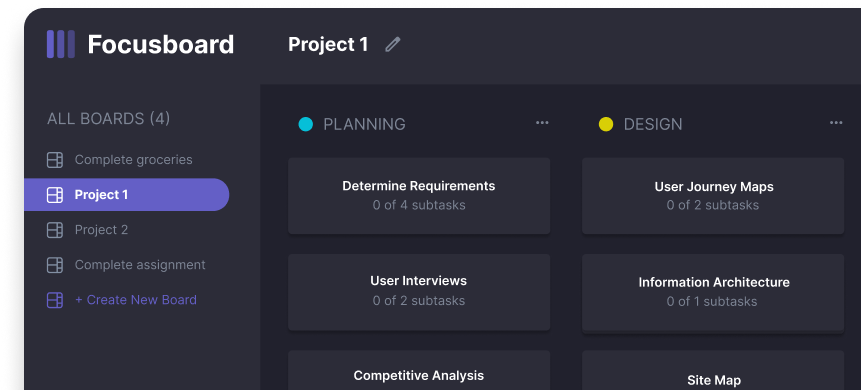 Focusboard
Project 1
ALL BOARDS (4)
Complete groceries
Project 1
Project 2
Complete assignment
+ Create New Board
PLANNING
Determine Requirements
0 of 4 subtasks
User Interviews
0 of 2 subtasks
Competitive Analysis
DESIGN
User Journey Maps
0 of 2 subtasks
Information Architecture
0 of 1 subtasks
Site Map